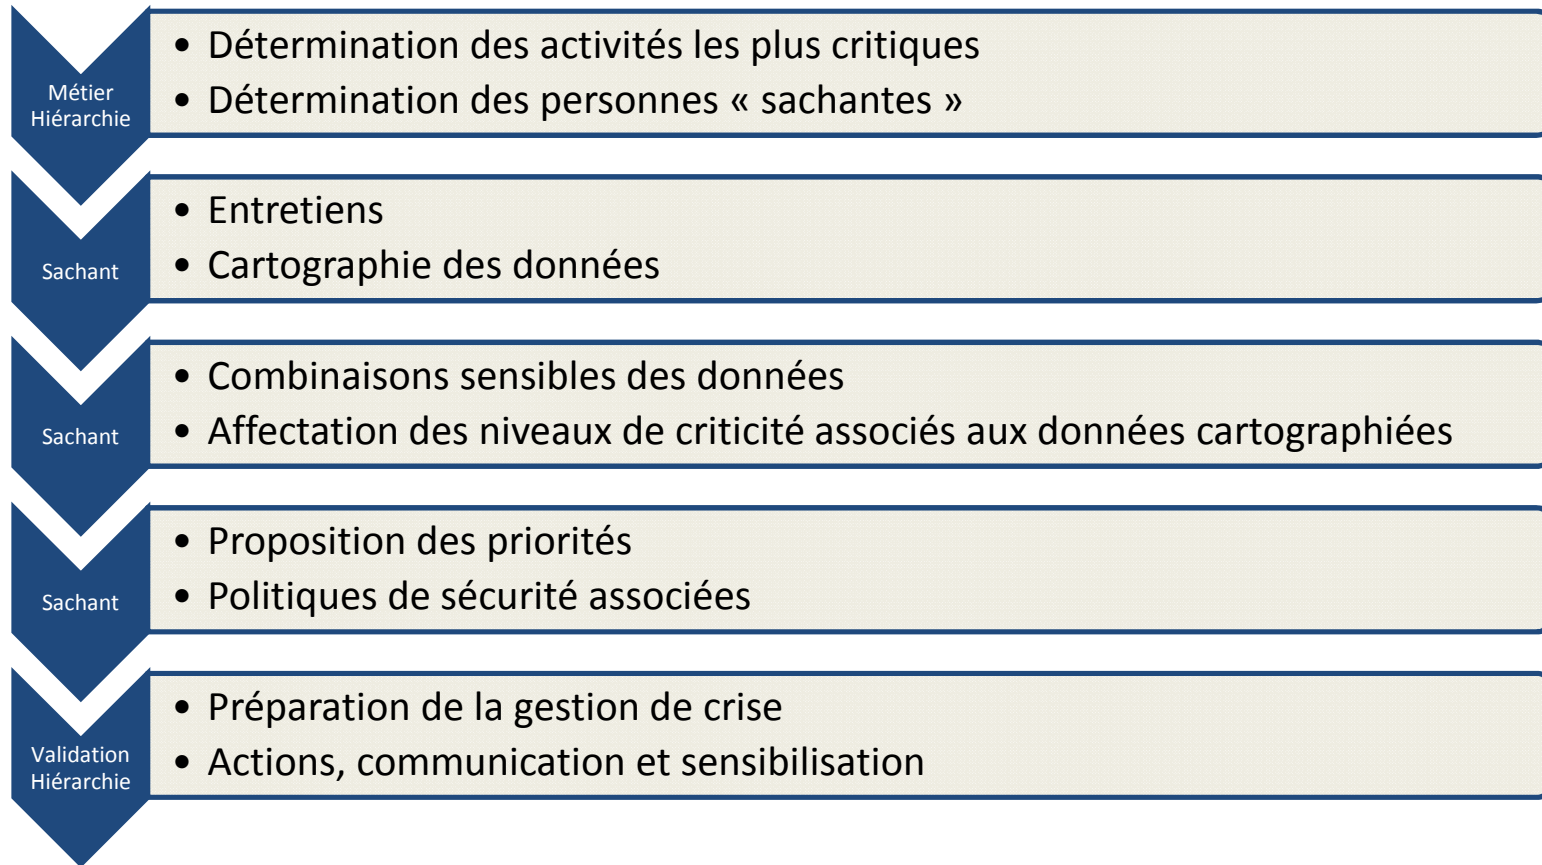 Métier
Hiérarchie
• Détermination des activités les plus critiques
• Détermination des personnes « sachantes »
Sachant
• Entretiens
• Cartographie des données
Sachant
• Combinaisons sensibles des données
• Affectation des niveaux de criticité associés aux données cartographiées
Sachant
• Proposition des priorités
• Politiques de sécurité associées
Validation
Hiérarchie
• Préparation de la gestion de crise
• Actions, communication et sensibilisation